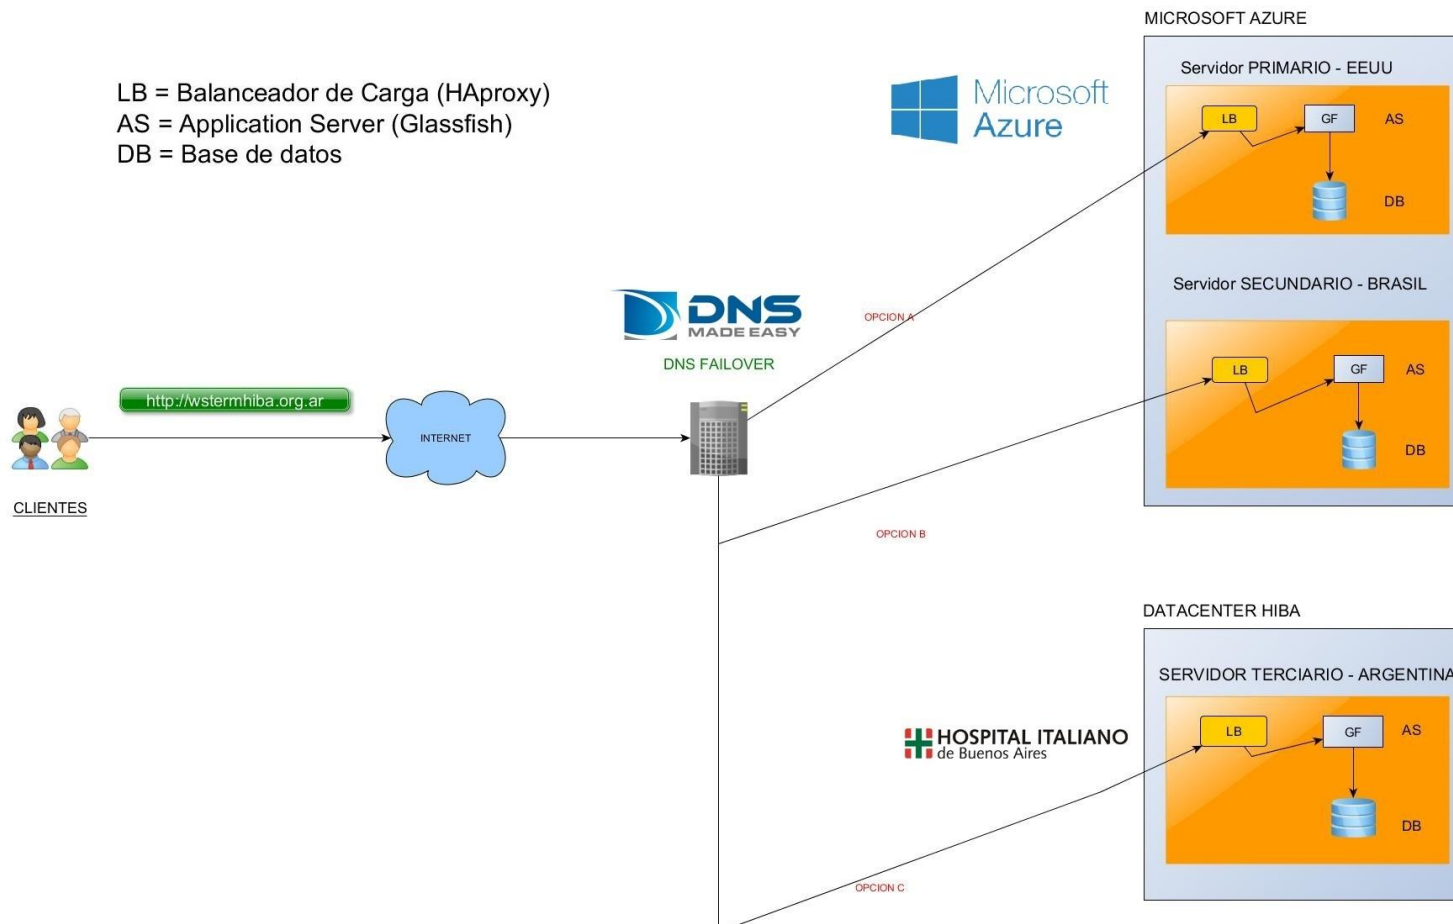 MICROSOFT AZURE
LB = Balanceador de Carga (HAproxy)
AS = Application Server (Glassfish)
DB = Base de datos
Microsoft
Azure
Servidor PRIMARIO - EEUU
LB
GF
AS
DB
Servidor SECUNDARIO - BRASIL
LB
GF
AS
DB
DNS
MADE EASY
DNS FAILOVER
OPCION A
http://wstermhiba.org.ar
INTERNET
CLIENTES
OPCION B
DATACENTER HIBA
SERVIDOR TERCIARIO - ARGENTINA
HOSPITAL ITALIANO
de Buenos Aires
LB
GF
AS
DB
OPCION C